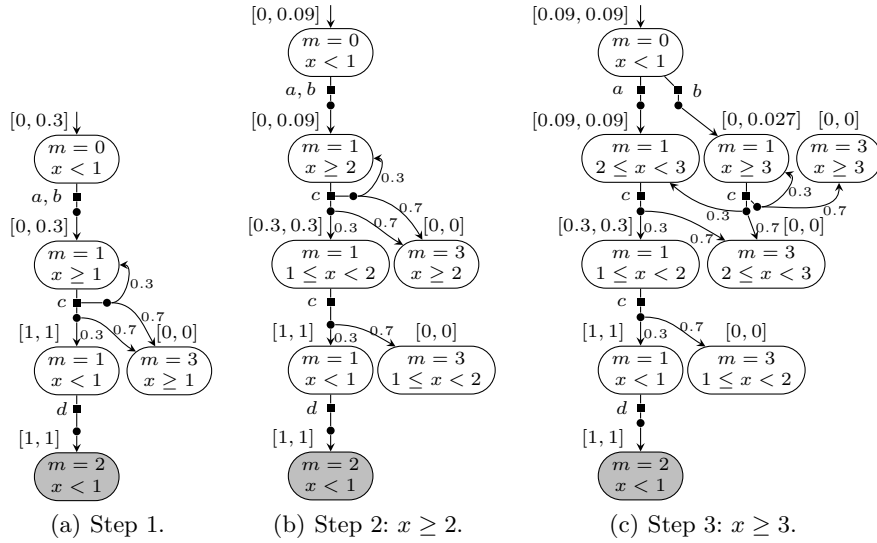 [0, 0.3]
m = 0
x < 1
a, b
[0, 0.3]
m = 1
x ≥ 1
0.3
c
0.7
[1, 1]
0.3
[0, 0]
m = 1
x < 1
m = 3
x ≥ 1
d
[1, 1]
m = 2
x < 1
(a) Step 1.
[0, 0.09]
m = 0
x < 1
a, b
[0, 0.09]
m = 1
x ≥ 2
0.3
c
0.7
[0.3, 0.3]
0.3
0.7
[0, 0]
m = 1
1 ≤ x < 2
m = 3
x ≥ 2
c
[1, 1]
0.3
0.7
[0, 0]
m = 1
x < 1
m = 3
1 ≤ x < 2
d
[1, 1]
m = 2
x < 1
(b) Step 2: x ≥ 2.
[0.09, 0.09]
m = 0
x < 1
a
b
[0.09, 0.09]
[0, 0.027]
[0, 0]
m = 1
2 ≤ x < 3
m = 1
x ≥ 3
m = 3
x ≥ 3
c
c
0.3
0.3
0.7
[0.3, 0.3]
0.3
0.7
0.7
[0, 0]
m = 1
1 ≤ x < 2
m = 3
2 ≤ x < 3
c
[1, 1]
0.3
0.7
[0, 0]
m = 1
x < 1
m = 3
1 ≤ x < 2
d
[1, 1]
m = 2
x < 1
(c) Step 3: x ≥ 3.